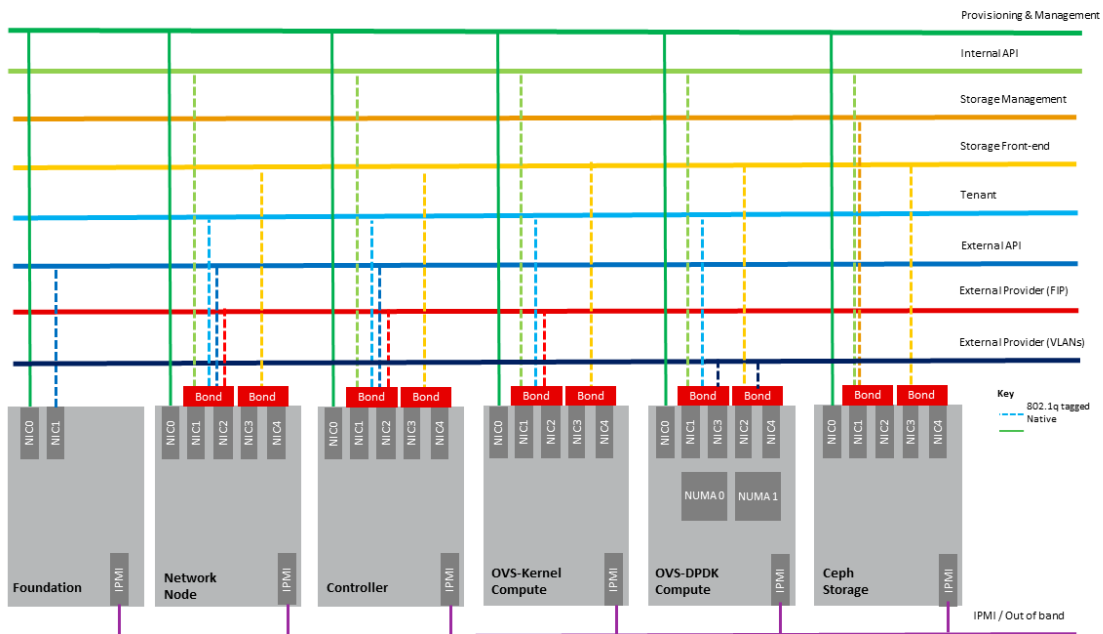 Provisioning & Management
Internal API
Storage Management
Storage Front-end
Tenant
External API
External Provider (FIP)
External Provider (VLANs)
Key
802.1q tagged
Native
Bond Bond
Bond Bond
Bond Bond
Bond Bond
Bond Bond
NIC0 NIC1
NIC0 NIC1 NIC2 NIC3 NIC4
NIC0 NIC1 NIC2 NIC3 NIC4
NIC0 NIC1 NIC2 NIC3 NIC4
NIC0 NIC1 NIC3 NIC2 NIC4
NIC0 NIC1 NIC2 NIC3 NIC4
NUMA 0 NUMA 1
Foundation
IPMI
Network
Node
IPMI
Controller
IPMI
OVS-Kernel
Compute
IPMI
OVS-DPDK
Compute
IPMI
Ceph
Storage
IPMI
IPMI / Out of band